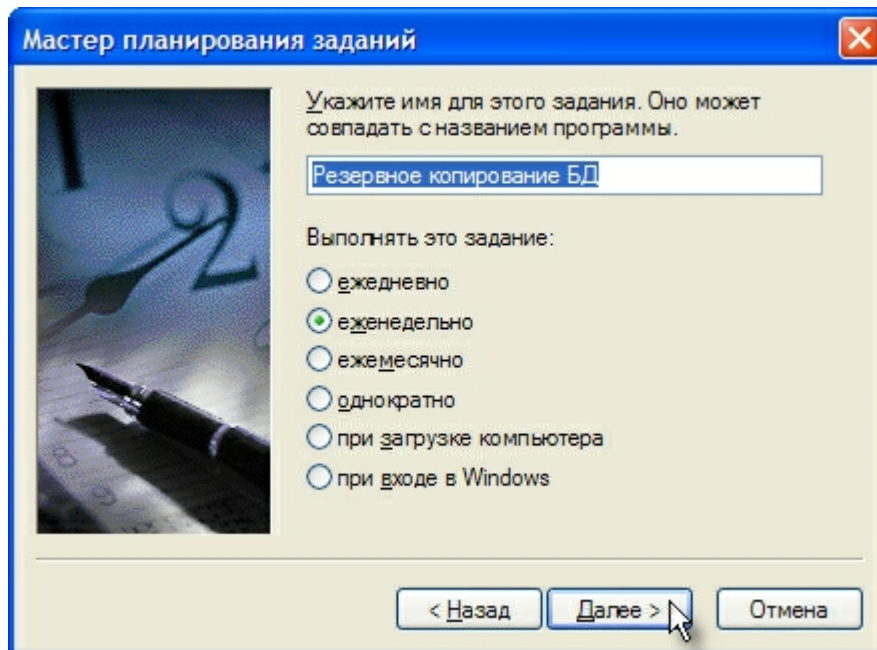 Мастер планирования заданий
Укажите имя для этого задания. Оно может
совпадать с названием программы.
Резервное копирование БД
Выполнять это задание:
ежедневно
еженедельно
ежемесячно
однократно
при загрузке компьютера
при входе в Windows
< Назад Далее > Отмена